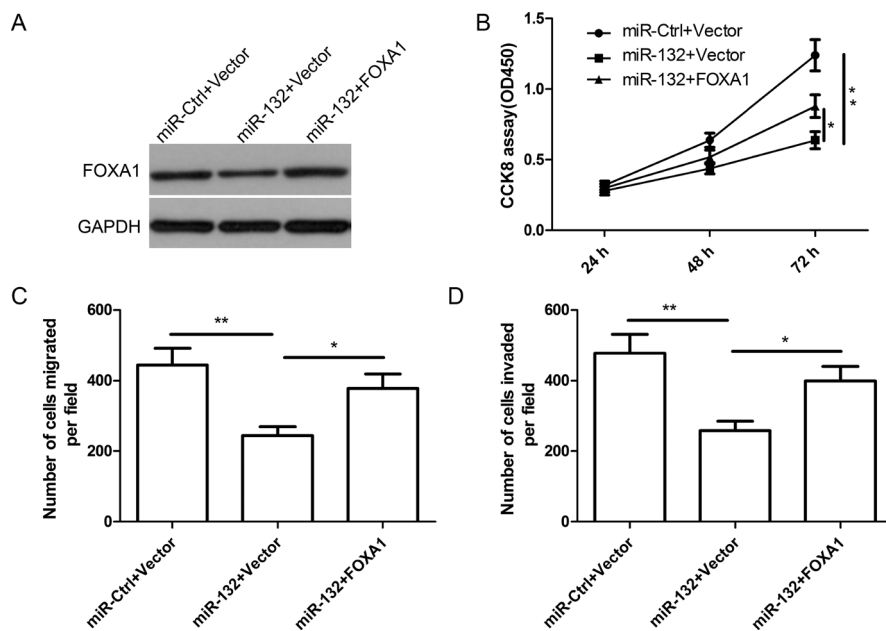 A
miR-Ctrl+Vector
miR-132+Vector
miR-132+FOXA1
FOXA1
GAPDH
B
CCK8 assay(OD450)
1.5
1.0
0.5
0.0
24 h
48 h
72 h
miR-Ctrl+Vector
miR-132+Vector
miR-132+FOXA1
*
**
C
Number of cells migrated
per field
600
400
200
0
**
*
miR-Ctrl+Vector
miR-132+Vector
miR-132+FOXA1
D
Number of cells invaded
per field
600
400
200
0
**
*
miR-Ctrl+Vector
miR-132+Vector
miR-132+FOXA1